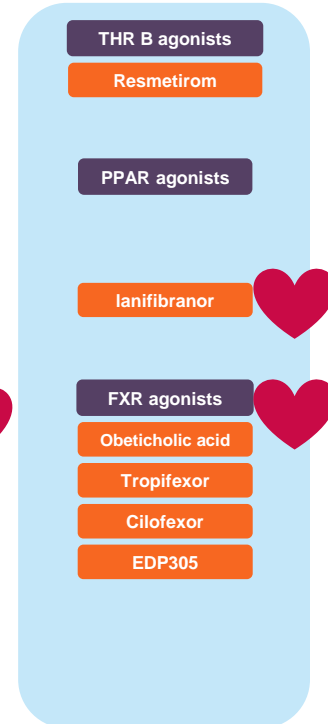 THR B agonists
Resmetirom
PPAR agonists
lanifibranor
FXR agonists
Obeticholic acid
Tropifexor
Cilofexor
EDP305